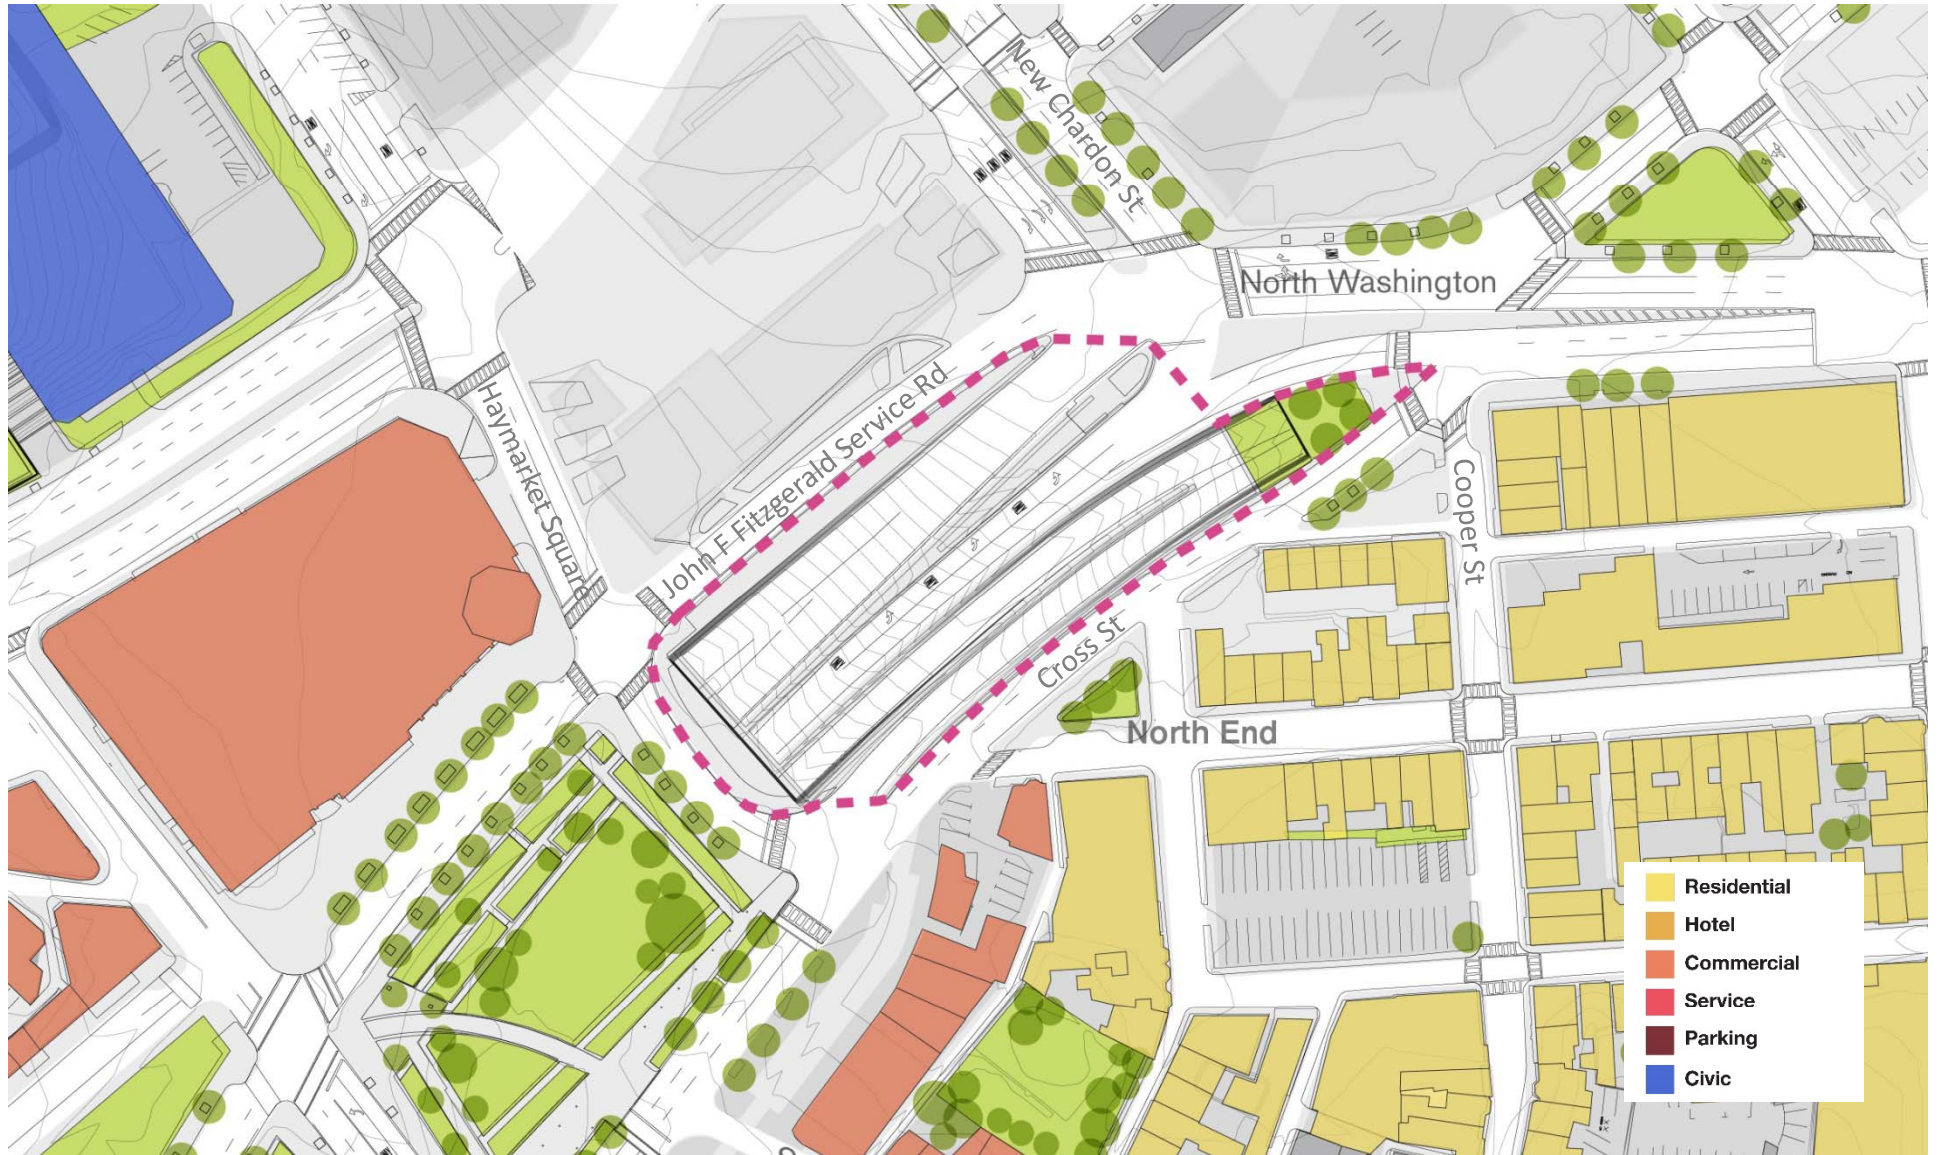 New Chardon St
North Washington
John F Fitzgerald Service Rd
Haymarket Square
Cooper St
Cross St
North End
Residential
Hotel
Commercial
Service
Parking
Civic